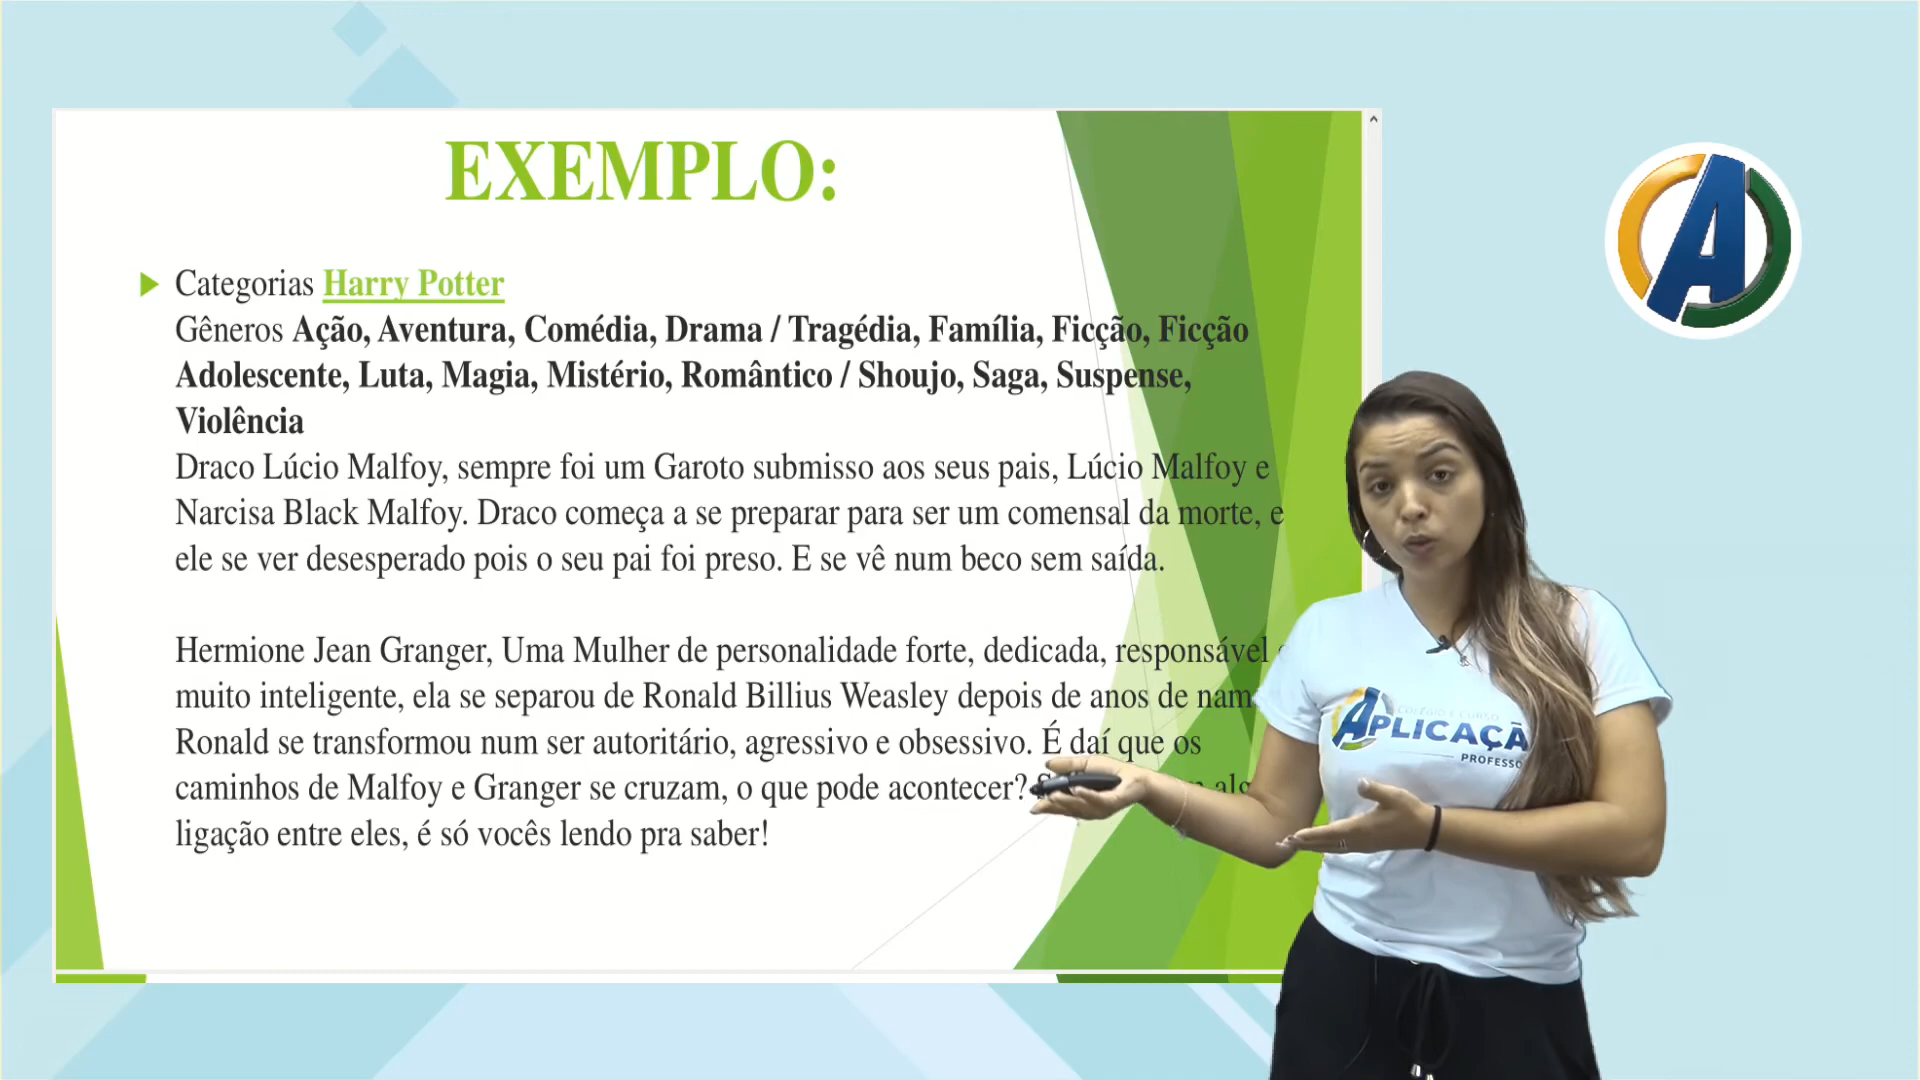 EXEMPLO:
Categorias Harry Potter
Gêneros Ação, Aventura, Comédia, Drama / Tragédia, Família, Ficção, Ficção
Adolescente, Luta, Magia, Mistério, Romântico / Shoujo, Saga, Suspense,
Violência
Draco Lúcio Malfoy, sempre foi um Garoto submisso aos seus pais, Lúcio Malfoy e
Narcisa Black Malfoy. Draco começa a se preparar para ser um comensal da morte, e
ele se ver desesperado pois o seu pai foi preso. E se vê num beco sem saída.
Hermione Jean Granger, Uma Mulher de personalidade forte, dedicada, responsável
muito inteligente, ela se separou de Ronald Billius Weasley depois de anos de
Ronald se transformou num ser autoritário, agressivo e obsessivo. É daí que os
caminhos de Malfoy e Granger se cruzam, o que pode acontecer?
ligação entre eles, é só vocês lendo pra saber!
A
COLÉGIO E CURSO
APLICAÇÃ
PROFESSO